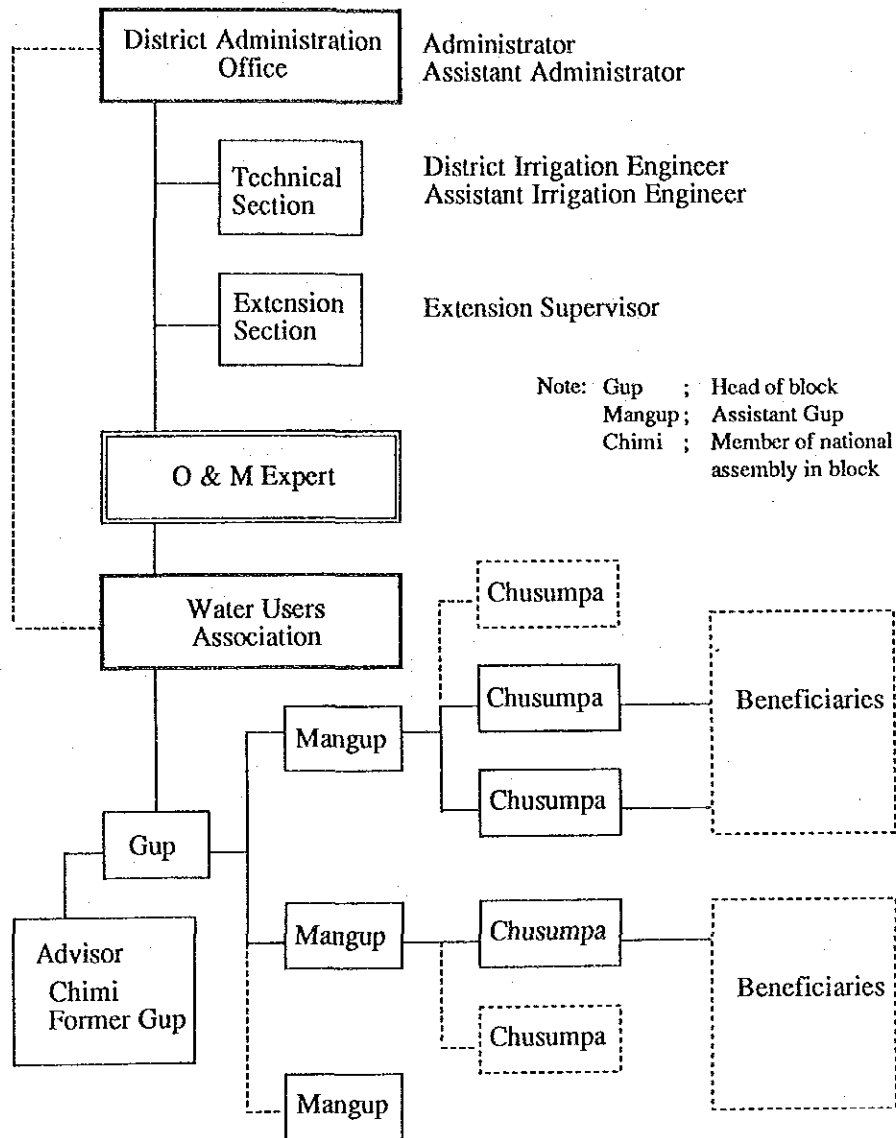 District Administration
Office
Administrator
Assistant Administrator
Technical
Section
District Irrigation Engineer
Assistant Irrigation Engineer
Extension
Section
Extension Supervisor
Note: Gup ; Head of block
Mangup ; Assistant Gup
Chimi ; Member of national
assembly in block
O & M Expert
Water Users
Association
Chusumpa
Chusumpa
Beneficiaries
Mangup
Chusumpa
Gup
Mangup
Chusumpa
Beneficiaries
Advisor
Chimi
Former Gup
Chusumpa
Mangup